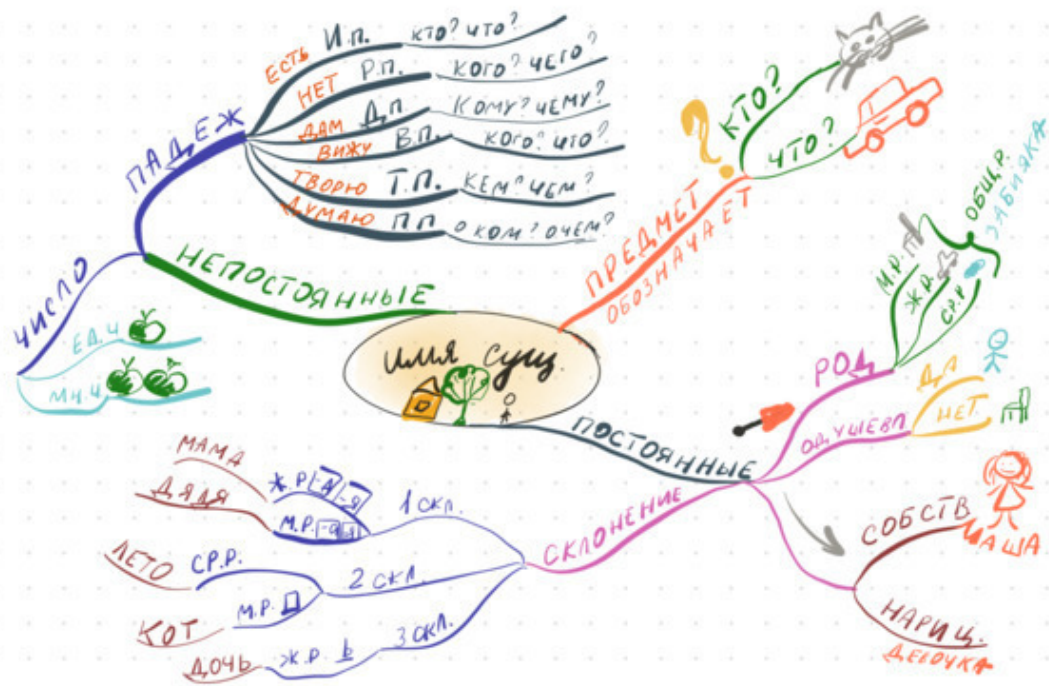 ИМЯ СУЩ.
ПРЕДМЕТ
ОБОЗНАЧАЕТ
?
КТО?
ЧТО?
НЕПОСТОЯННЫЕ
ПАДЕЖ
ЕСТЬ И.П. КТО? ЧТО?
НЕТ Р.П. КОГО? ЧЕГО?
ДАМ Д.П КОМУ? ЧЕМУ?
ВИЖУ В.П. КОГО? ЧТО?
ТВОРЮ Т.П. КЕМ? ЧЕМ?
ДУМАЮ П.П О КОМ? О ЧЕМ?
ЧИСЛО
ЕД.Ч
МН.Ч
ПОСТОЯННЫЕ
РОД
М.Р.
Ж.Р.
СР.Р
ОБЩ.Р.
ЗАБИЯКА
ОДУШЕВЛ
ДА
НЕТ.
СОБСТВ
МАША
НАРИЦ.
ДЕВОЧКА
СКЛОНЕНИЕ
1 СКЛ.
Ж.Р -А -Я
МАМА
М.Р. -а -я
ДЯДЯ
2 СКЛ.
СР.Р.
ЛЕТО
М.Р.
КОТ
3 СКЛ.
Ж.Р. Ь
ДОЧЬ